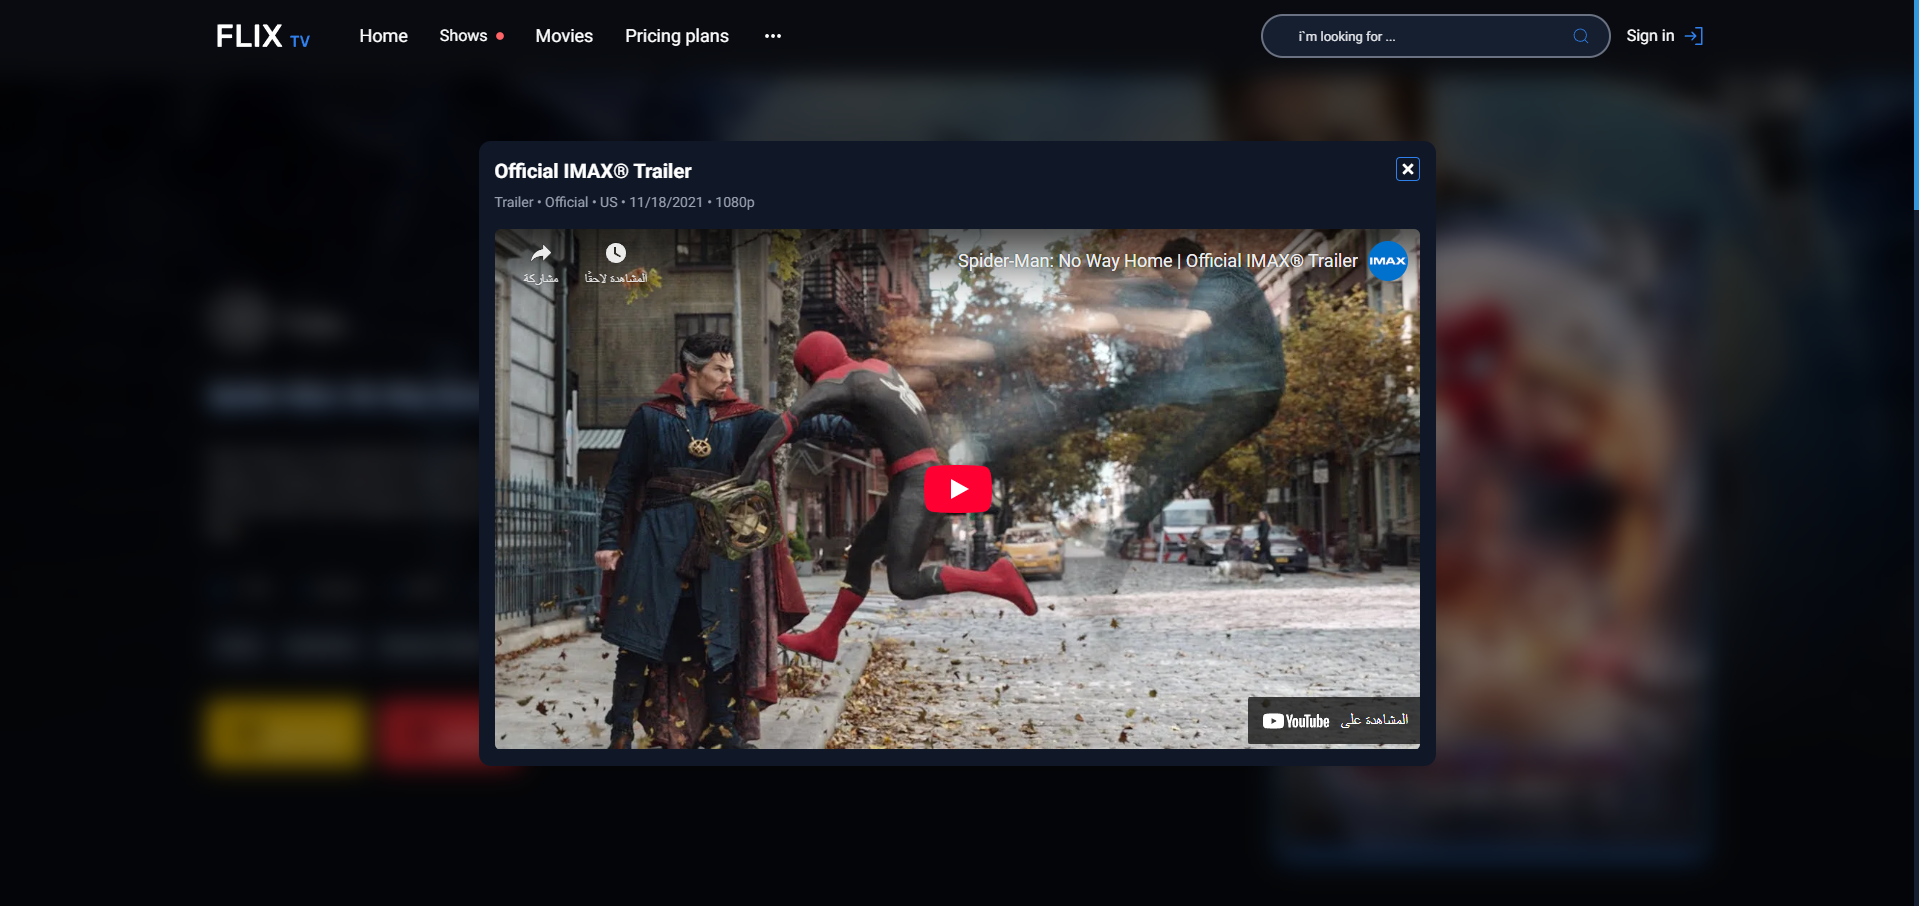 FLIX TV
Home
Shows
Movies
Pricing plans
i`m looking for ...
Sign in
Official IMAX® Trailer
Trailer • Official • US • 11/18/2021 • 1080p
مشاركة
المشاهدة لاحقًا
Spider-Man: No Way Home | Official IMAX® Trailer
IMAX
المشاهدة على YouTube